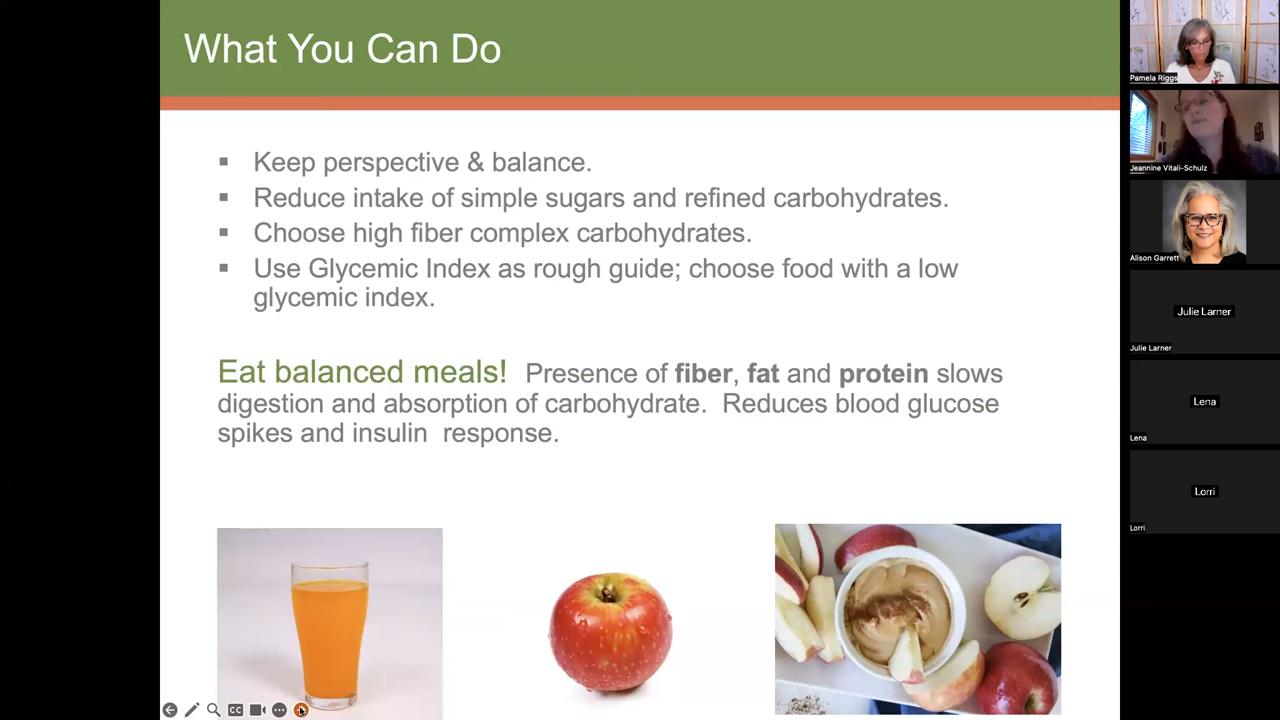 What You Can Do
▪ Keep perspective & balance.
▪ Reduce intake of simple sugars and refined carbohydrates.
▪ Choose high fiber complex carbohydrates.
▪ Use Glycemic Index as rough guide; choose food with a low
glycemic index.
Eat balanced meals! Presence of fiber, fat and protein slows
digestion and absorption of carbohydrate. Reduces blood glucose
spikes and insulin response.
CC
Pamela Riggs
Jeannine Vitali-Schulz
Alison Garrett
Julie Larner
Julie Larner
Lena
Lena
Lorri
Lorri